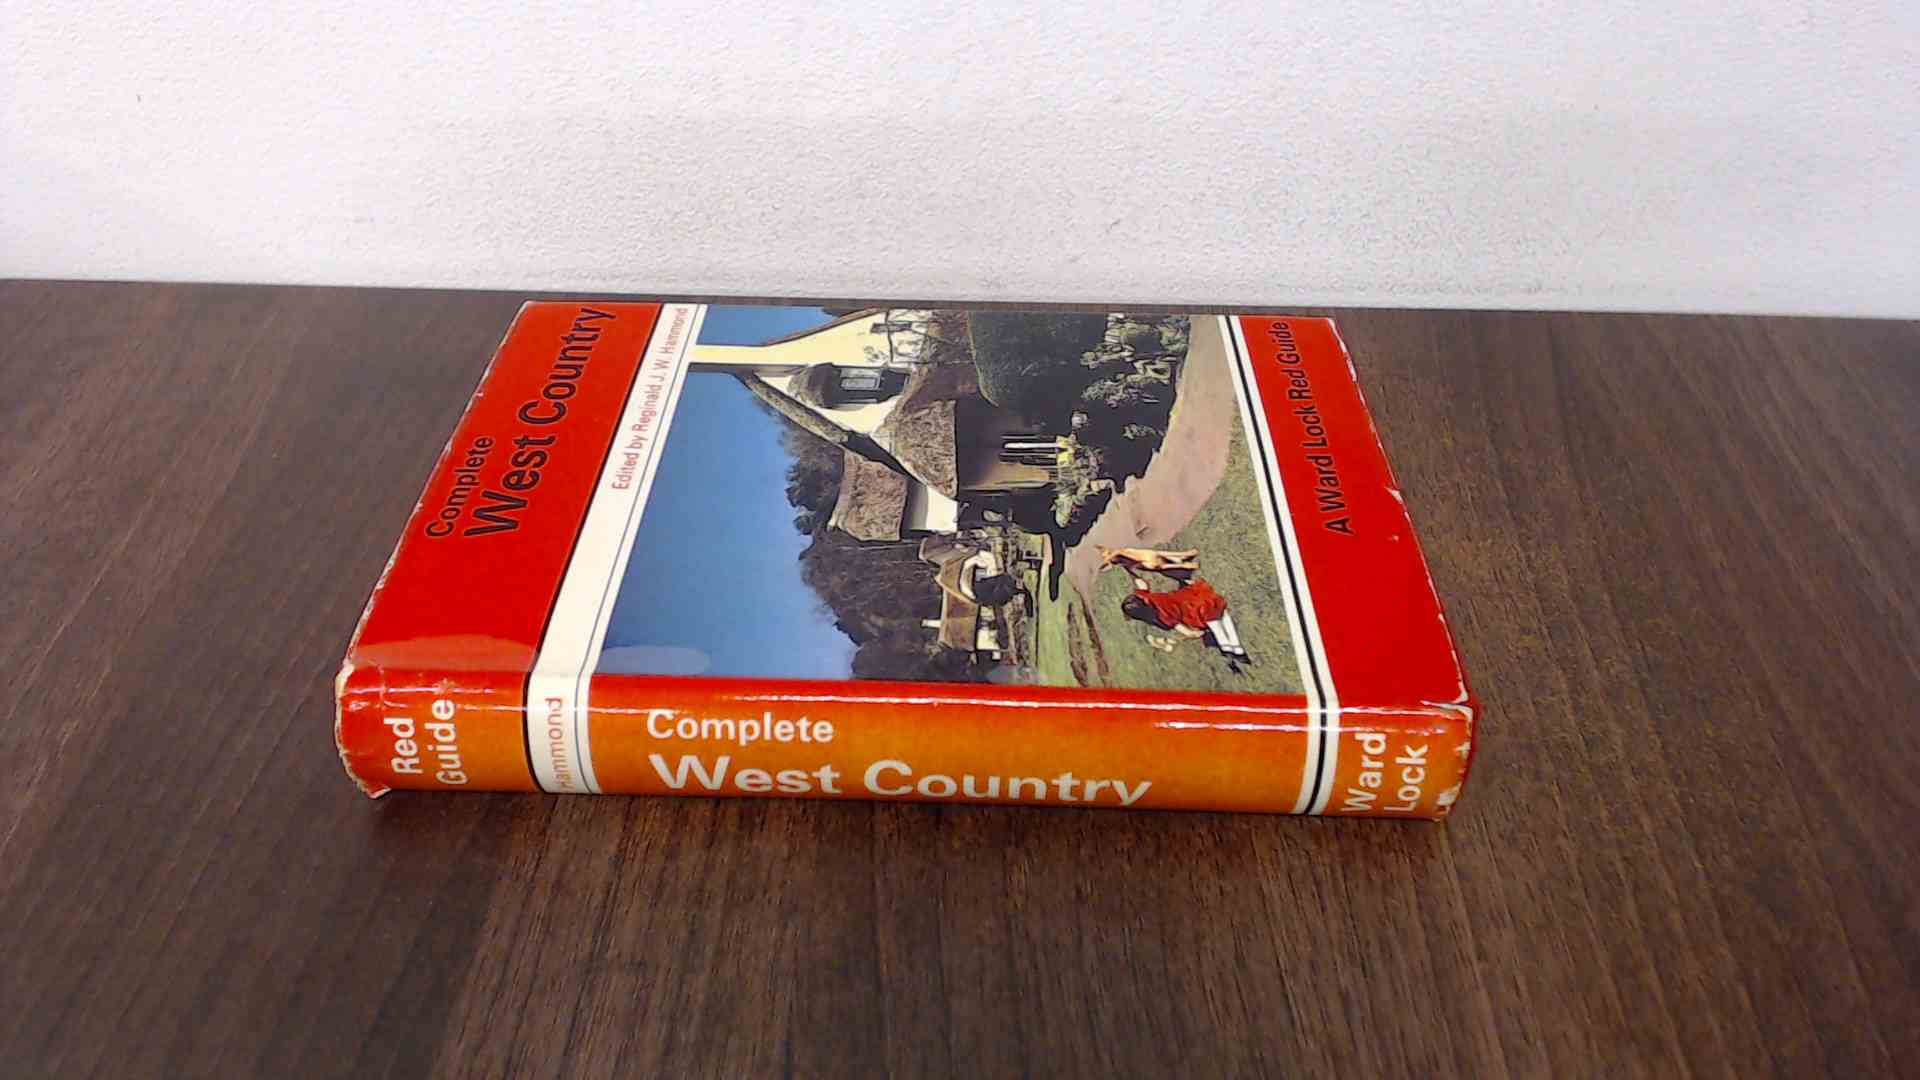 Complete
West Country
Edited by Reginald J. W. Hammond
A Ward Lock Red Guide
Red
Guide
Hammond
Complete
West Country
Ward
Lock